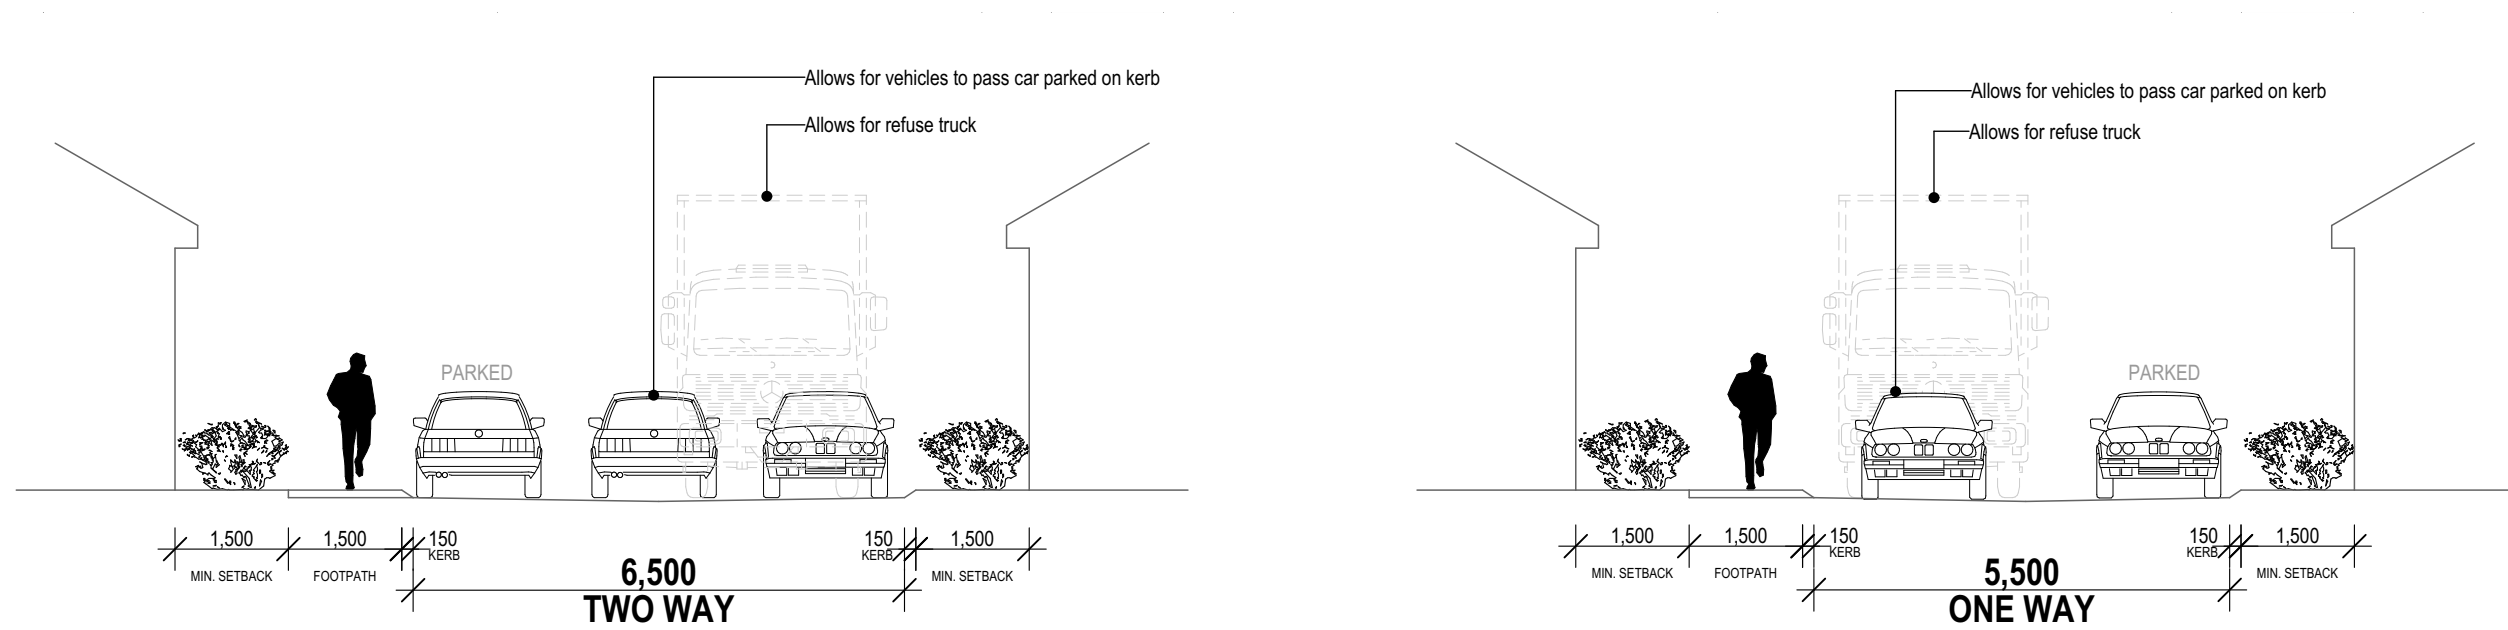 Allows for vehicles to pass car parked on kerb
Allows for refuse truck
PARKED
1,500
1,500
150
KERB
150
KERB
1,500
MIN. SETBACK
FOOTPATH
MIN. SETBACK
6,500
TWO WAY
Allows for vehicles to pass car parked on kerb
Allows for refuse truck
PARKED
1,500
1,500
150
KERB
150
KERB
1,500
MIN. SETBACK
FOOTPATH
MIN. SETBACK
5,500
ONE WAY